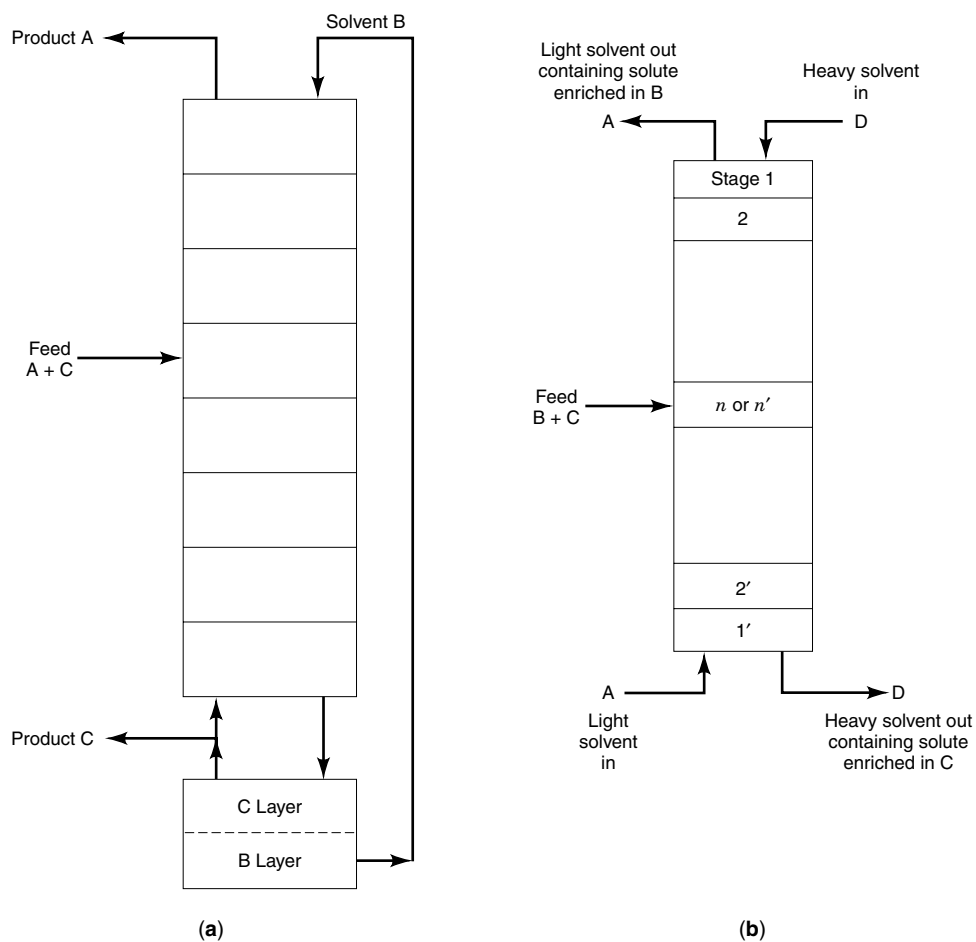 Solvent B
Product A
Feed
A + C
Product C
C Layer
B Layer
(a)
Light solvent out
containing solute
enriched in B
Heavy solvent
in
A
D
Stage 1
2
Feed
B + C
n or n′
2′
1′
A
D
Light
solvent
in
Heavy solvent out
containing solute
enriched in C
(b)